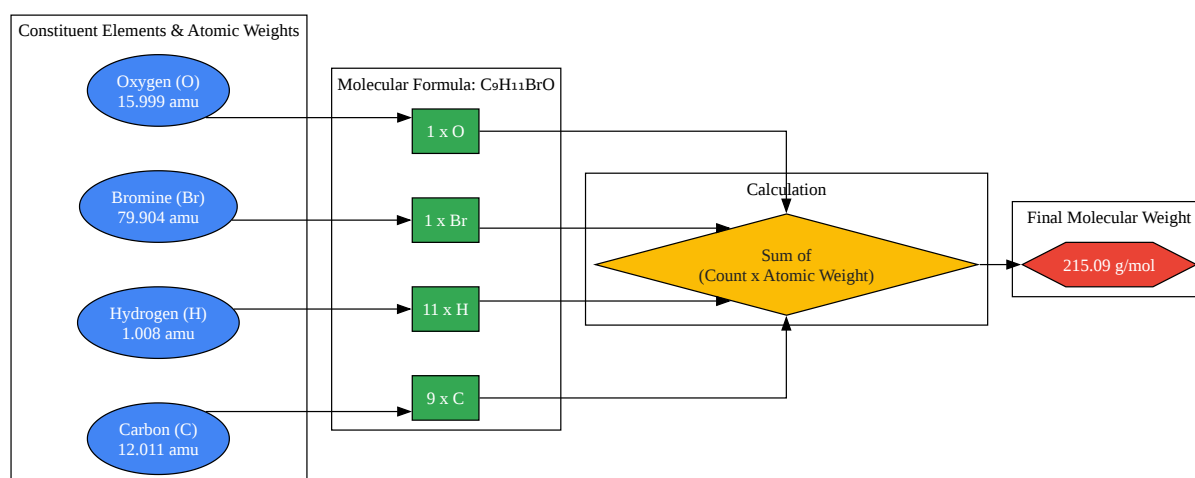 Constituent Elements & Atomic Weights
Oxygen (O)
15.999 amu
Bromine (Br)
79.904 amu
Hydrogen (H)
1.008 amu
Carbon (C)
12.011 amu
Molecular Formula: C₉H₁₁BrO
1 x O
1 x Br
11 x H
9 x C
Calculation
Sum of
(Count x Atomic Weight)
Final Molecular Weight
215.09 g/mol